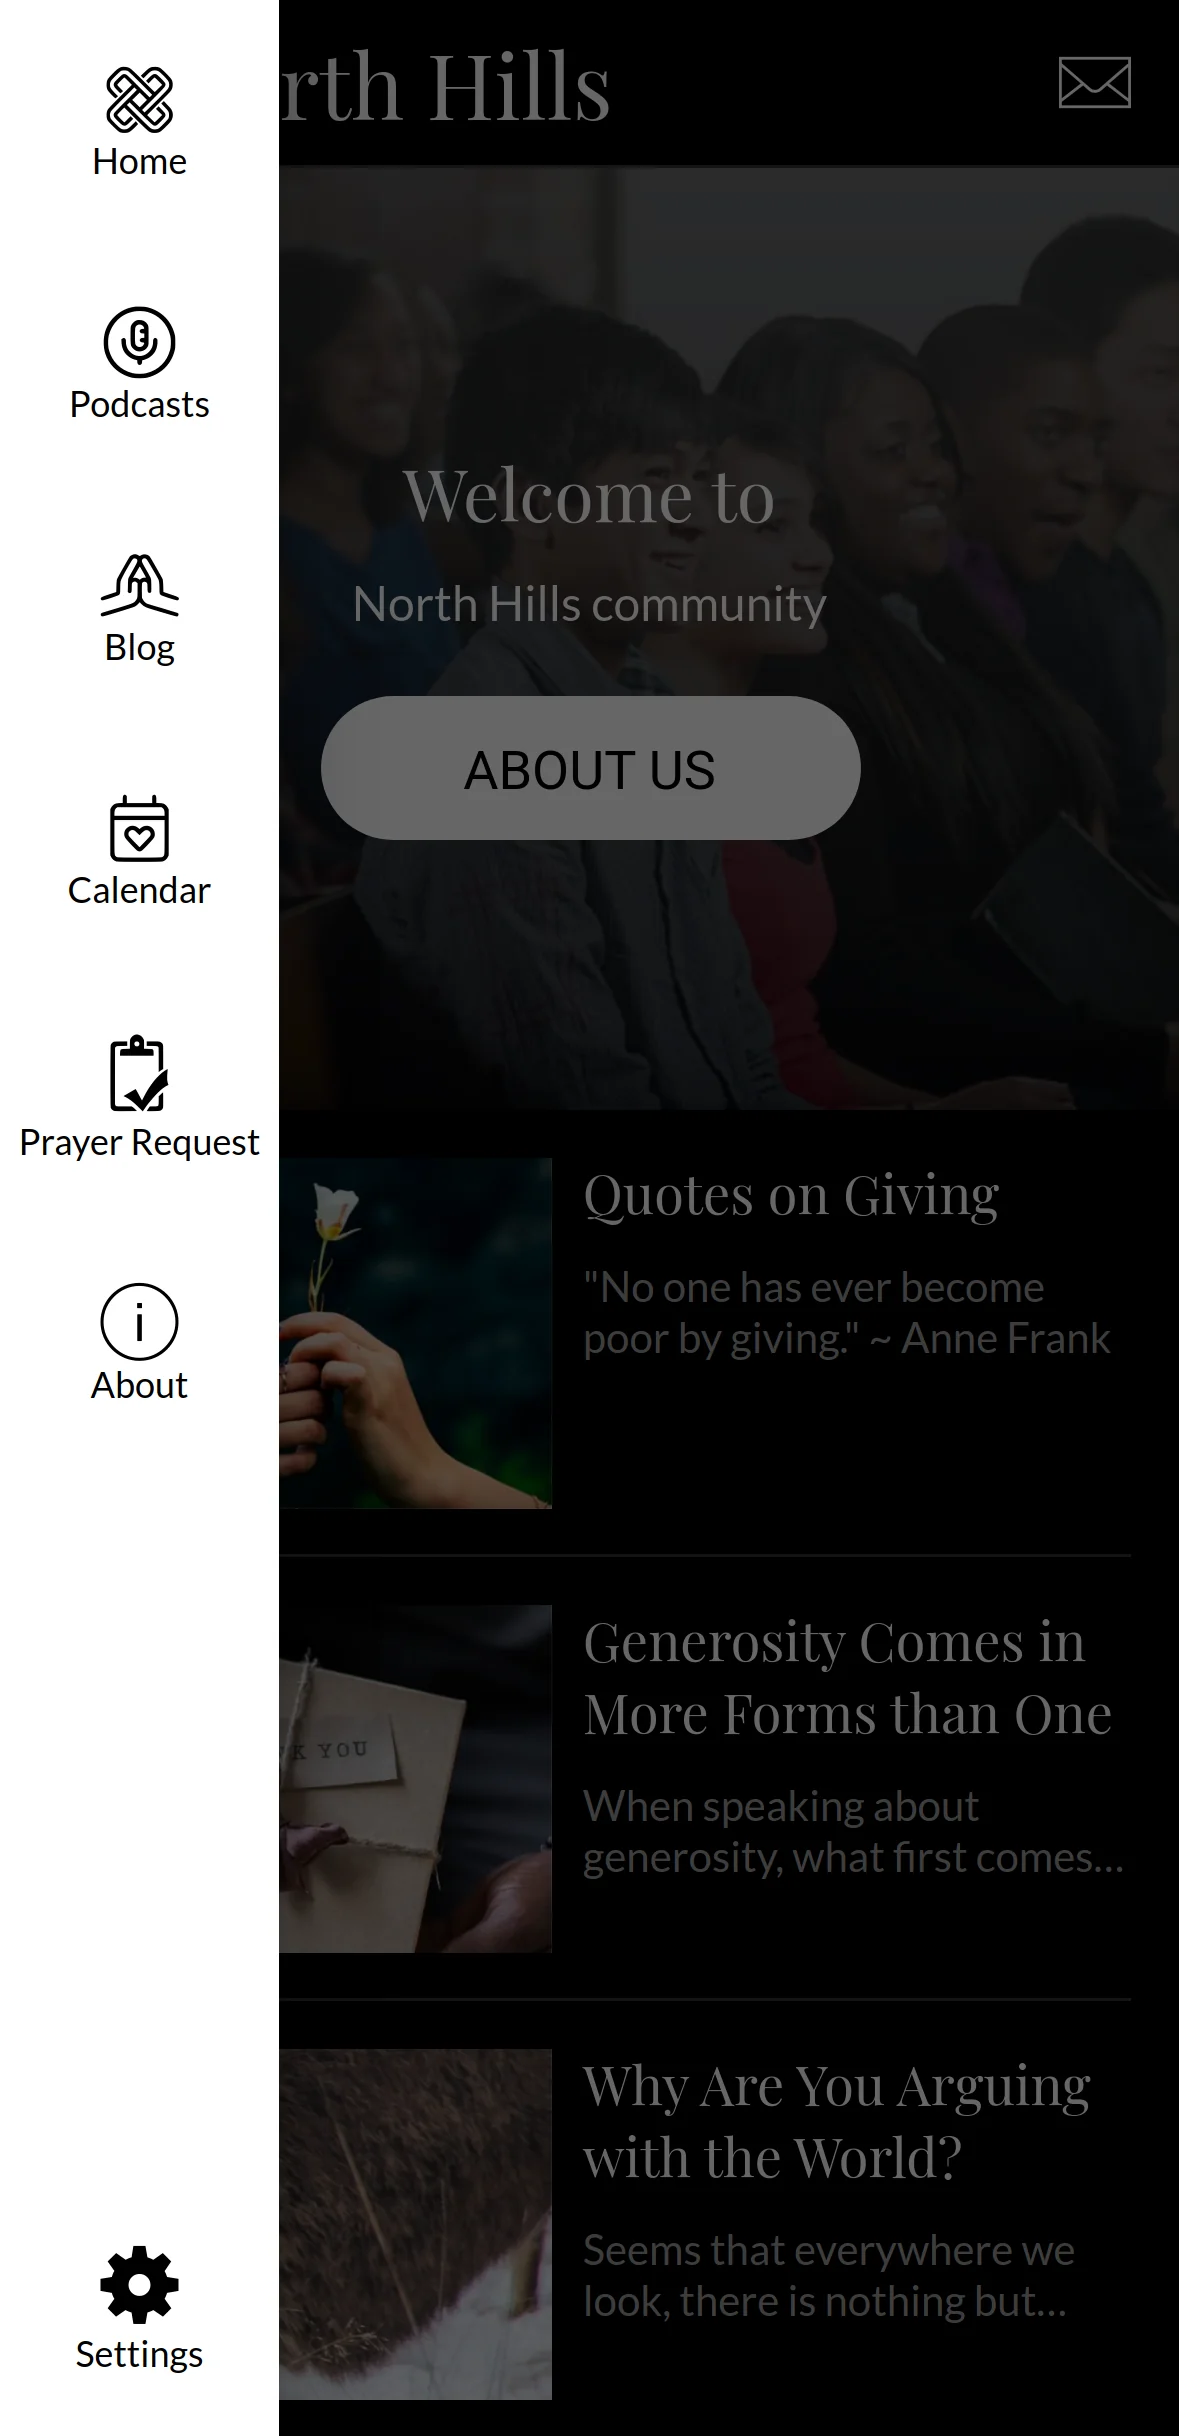 Home
Podcasts
Blog
Calendar
Prayer Request
About
Settings
rth Hills
Welcome to
North Hills community
ABOUT US
Quotes on Giving
"No one has ever become
poor by giving." ~ Anne Frank
K YOU
Generosity Comes in
More Forms than One
When speaking about
generosity, what first comes...
Why Are You Arguing
with the World?
Seems that everywhere we
look, there is nothing but...